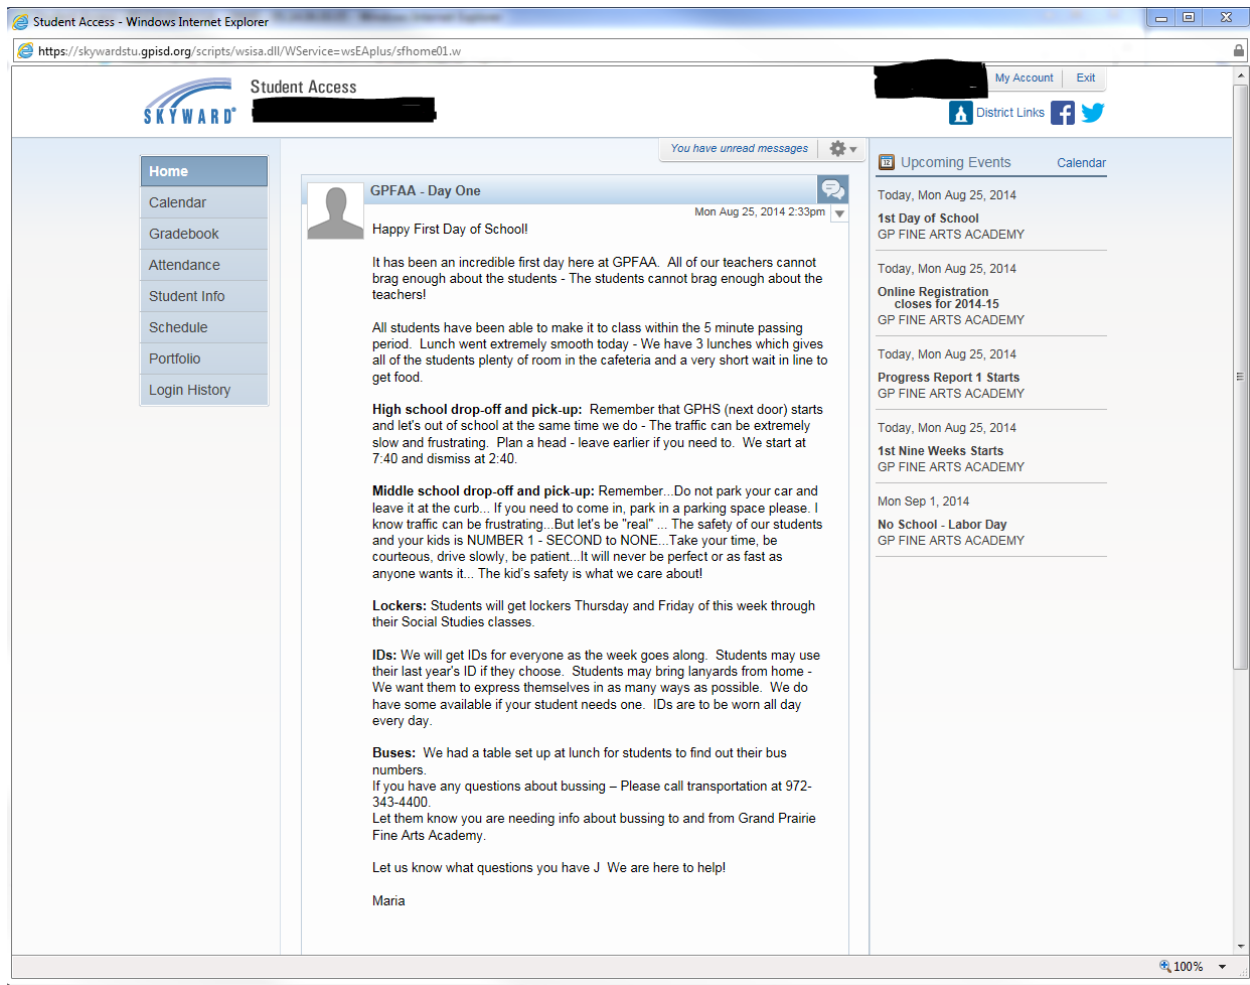 Student Access - Windows Internet Explorer
https://skywardstu.gpisd.org/scripts/wsisa.dll/WService=wsEAplus/sfhome01.w
SKYWARD
Student Access
My Account
Exit
District Links
You have unread messages
Home
Calendar
Gradebook
Attendance
Student Info
Schedule
Portfolio
Login History
GPFAA - Day One
Mon Aug 25, 2014 2:33pm
Happy First Day of School!
It has been an incredible first day here at GPFAA.  All of our teachers cannot
brag enough about the students - The students cannot brag enough about the
teachers!
All students have been able to make it to class within the 5 minute passing
period.  Lunch went extremely smooth today - We have 3 lunches which gives
all of the students plenty of room in the cafeteria and a very short wait in line to
get food.
High school drop-off and pick-up:  Remember that GPHS (next door) starts
and let's out of school at the same time we do - The traffic can be extremely
slow and frustrating.  Plan a head - leave earlier if you need to.  We start at
7:40 and dismiss at 2:40.
Middle school drop-off and pick-up: Remember...Do not park your car and
leave it at the curb... If you need to come in, park in a parking space please. I
know traffic can be frustrating...But let's be "real" ... The safety of our students
and your kids is NUMBER 1 - SECOND to NONE...Take your time, be
courteous, drive slowly, be patient...It will never be perfect or as fast as
anyone wants it... The kid's safety is what we care about!
Lockers: Students will get lockers Thursday and Friday of this week through
their Social Studies classes.
IDs: We will get IDs for everyone as the week goes along.  Students may use
their last year's ID if they choose.  Students may bring lanyards from home -
We want them to express themselves in as many ways as possible.  We do
have some available if your student needs one.  IDs are to be worn all day
every day.
Buses:  We had a table set up at lunch for students to find out their bus
numbers.
If you have any questions about bussing – Please call transportation at 972-
343-4400.
Let them know you are needing info about bussing to and from Grand Prairie
Fine Arts Academy.
Let us know what questions you have J  We are here to help!
Maria
12
Upcoming Events
Calendar
Today, Mon Aug 25, 2014
1st Day of School
GP FINE ARTS ACADEMY
Today, Mon Aug 25, 2014
Online Registration
closes for 2014-15
GP FINE ARTS ACADEMY
Today, Mon Aug 25, 2014
Progress Report 1 Starts
GP FINE ARTS ACADEMY
Today, Mon Aug 25, 2014
1st Nine Weeks Starts
GP FINE ARTS ACADEMY
Mon Sep 1, 2014
No School - Labor Day
GP FINE ARTS ACADEMY
100%